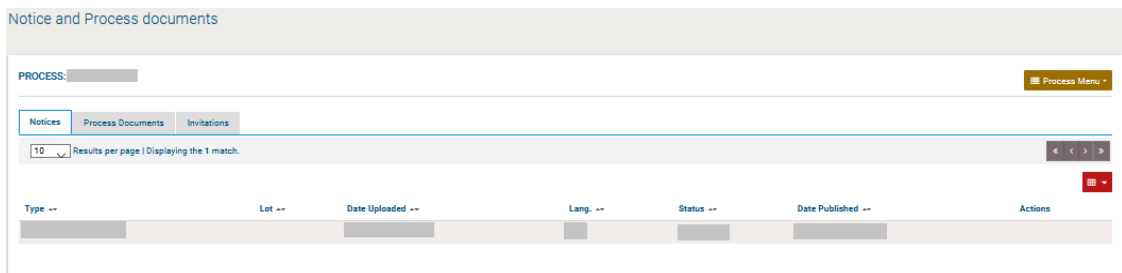 Notice and Process documents
PROCESS:
Process Menu
Notices Process Documents Invitations
10 Results per page | Displaying the 1 match.
« < > »
Type Lot Date Uploaded Lang. Status Date Published Actions